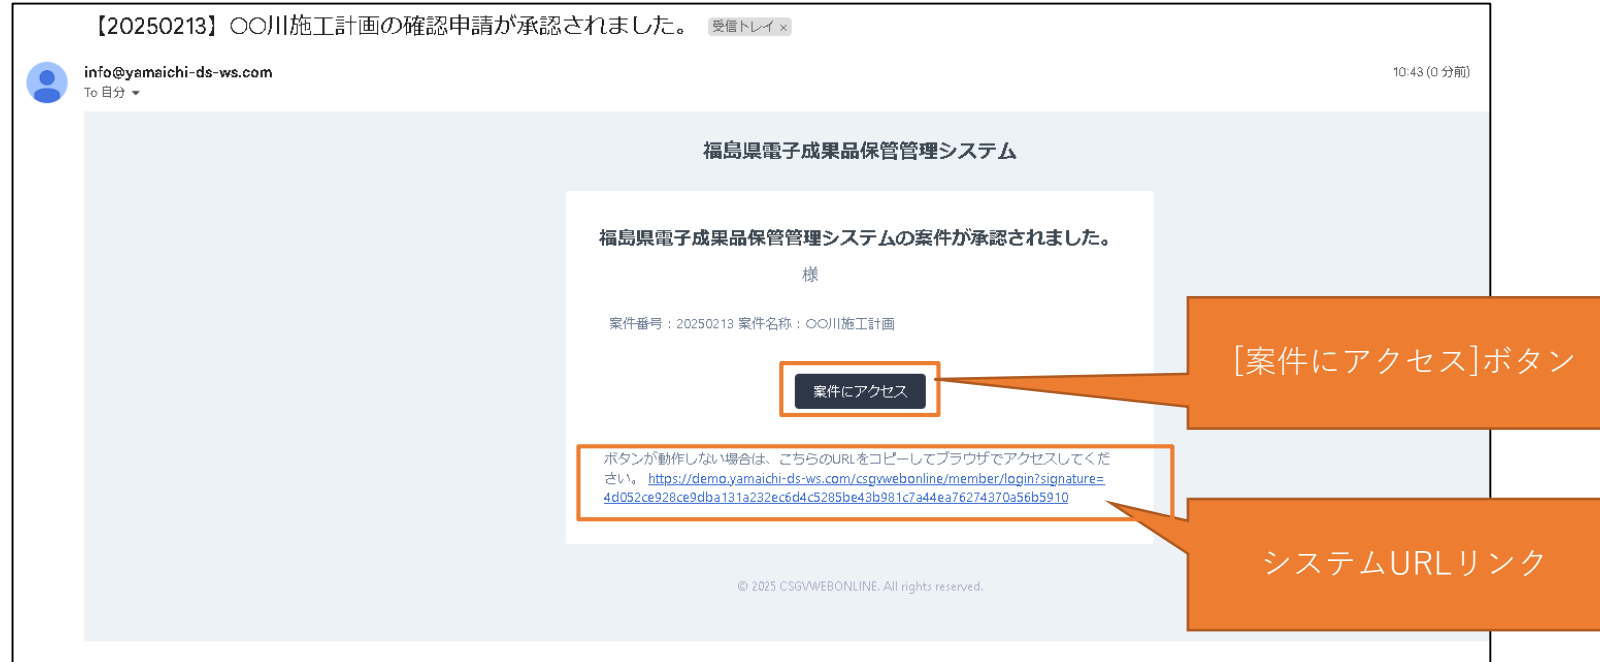 【20250213】〇〇川施工計画の確認申請が承認されました。 受信トレイ ×
info@yamaichi-ds-ws.com
10:43 (0 分前)
To 自分
福島県電子成果品保管管理システム
福島県電子成果品保管管理システムの案件が承認されました。
様
案件番号：20250213 案件名称：〇〇川施工計画
案件にアクセス
[案件にアクセス]ボタン
ボタンが動作しない場合は、こちらのURLをコピーしてブラウザでアクセスしてくだ
さい。 https://demo.yamaichi-ds-ws.com/csgvwebonline/member/login?signature=
4d052ce928ce9dba131a232ec6d4c5285be43b981c7a44ea76274370a56b5910
システムURLリンク
© 2025 CSGVWEBONLINE. All rights reserved.